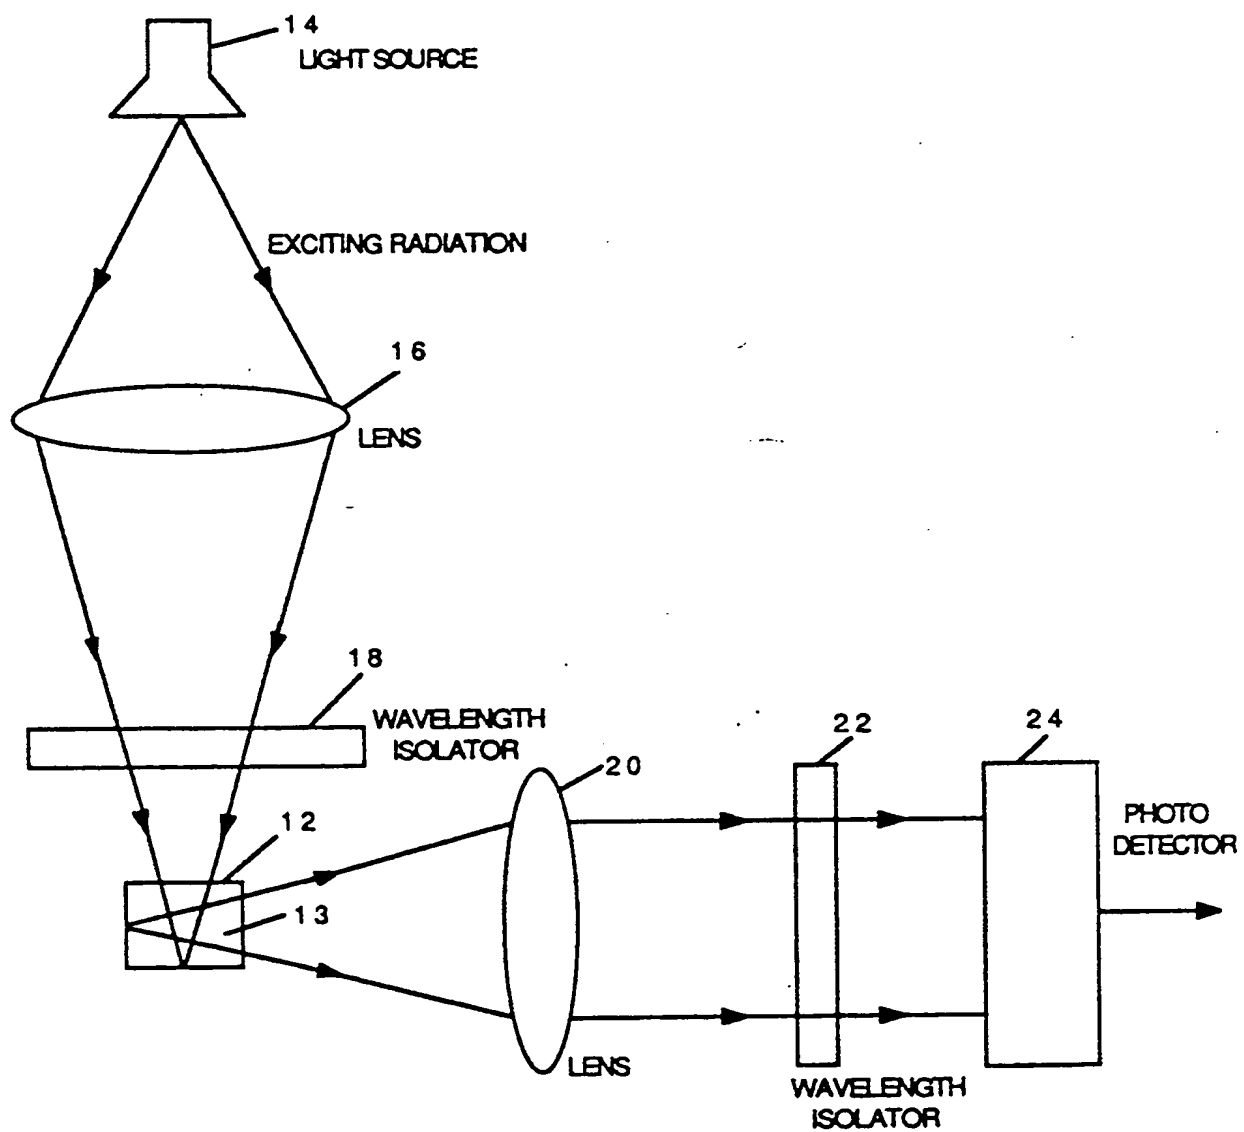 14
LIGHT SOURCE
EXCITING RADIATION
16
LENS
18
WAVELENGTH
ISOLATOR
12
13
20
LENS
22
WAVELENGTH
ISOLATOR
24
PHOTO
DETECTOR